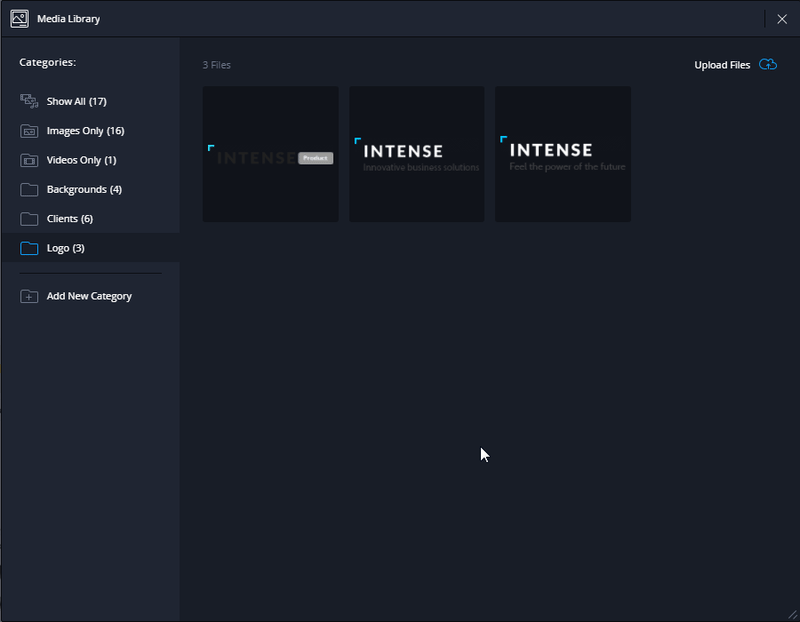 Media Library
Categories:
Show All (17)
Images Only (16)
Videos Only (1)
Backgrounds (4)
Clients (6)
Logo (3)
Add New Category
3 Files
Upload Files
INTENSE Product
INTENSE
Innovative business solutions
INTENSE
Feel the power of the future